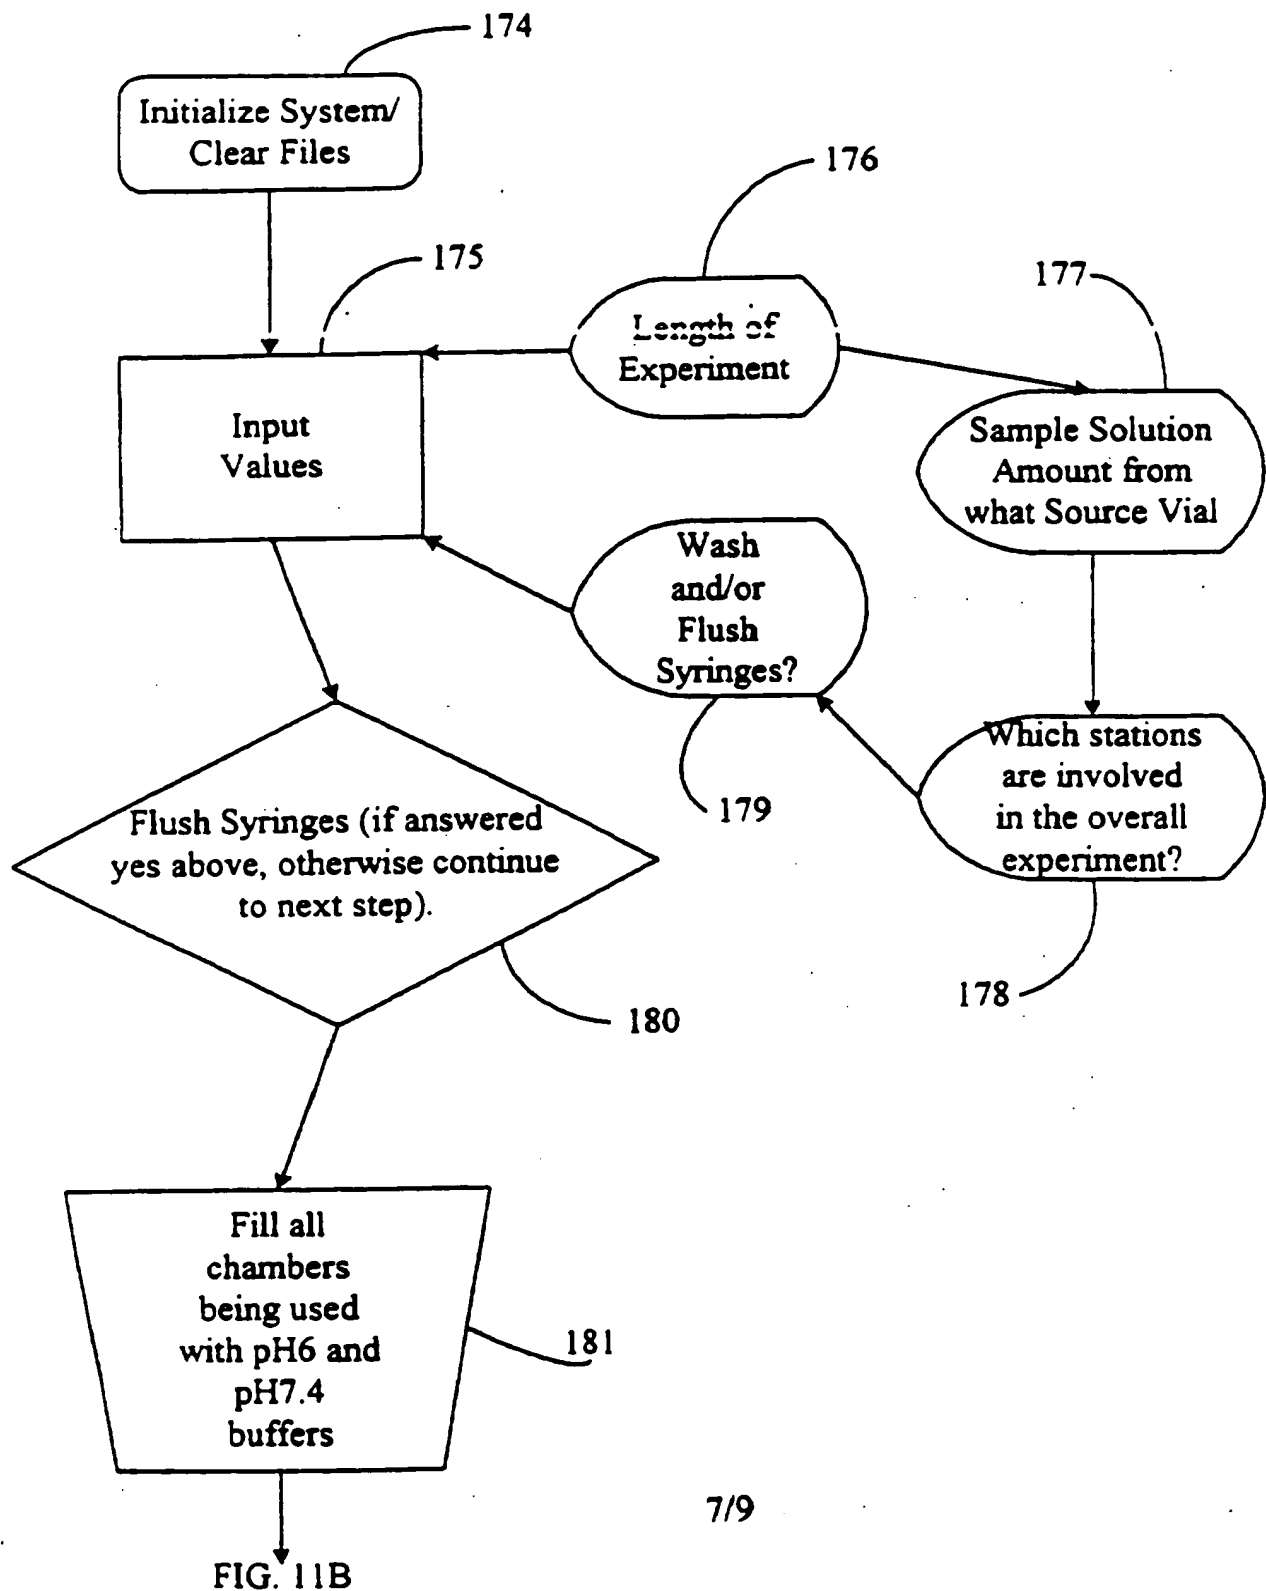 174
Initialize System/
Clear Files
176
175
177
Length of
Experiment
Input
Values
Sample Solution
Amount from
what Source Vial
Wash
and/or
Flush
Syringes?
179
Which stations
are involved
in the overall
experiment?
178
Flush Syringes (if answered
yes above, otherwise continue
to next step).
180
Fill all
chambers
being used
with pH6 and
pH7.4
buffers
181
7/9
FIG. 11B